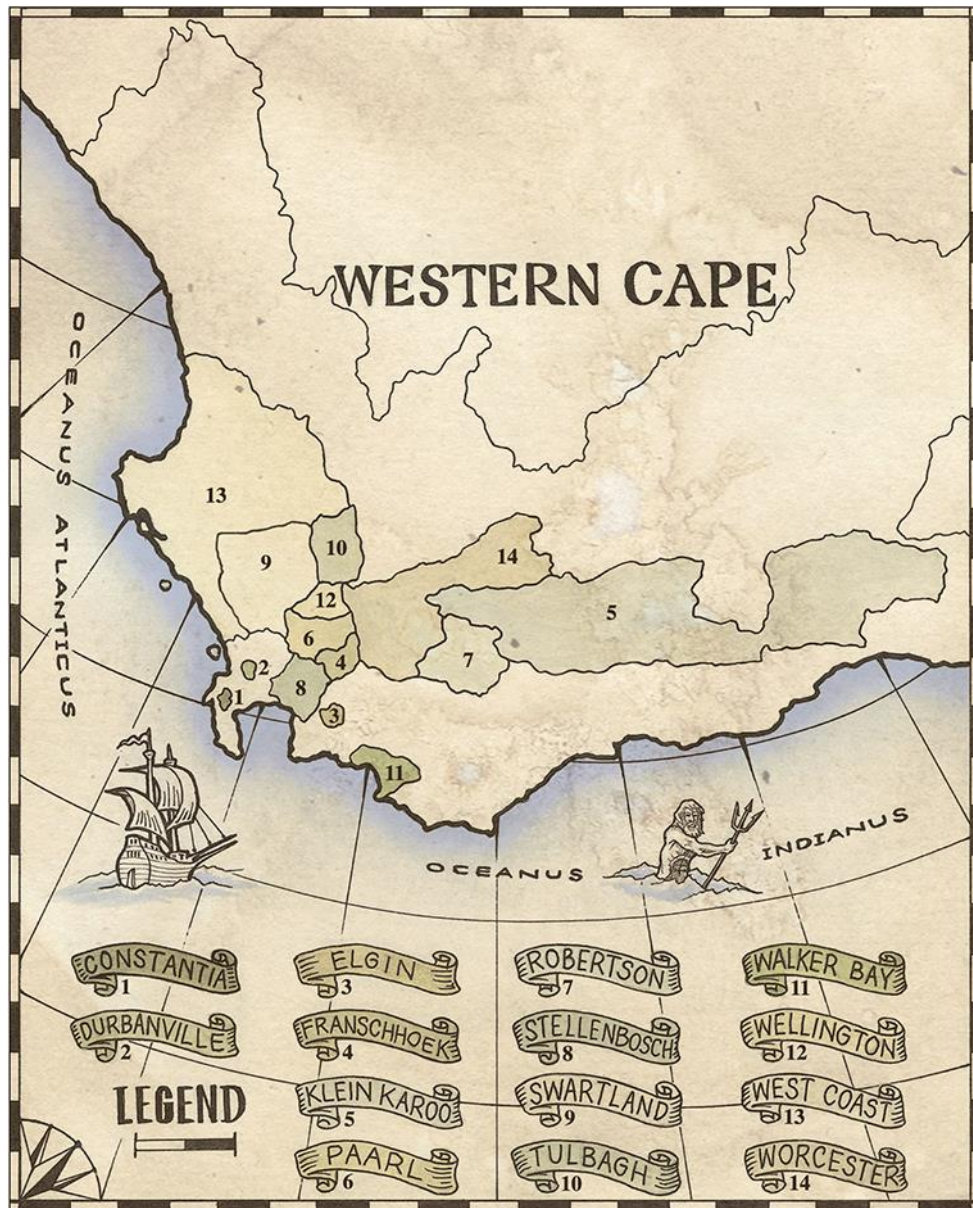 WESTERN CAPE
OCEANUS ATLANTICUS
13
9
10
14
12
5
6
4
7
2
8
1
3
11
OCEANUS INDIANUS
CONSTANTIA
1
DURBANVILLE
2
LEGEND
ELGIN
3
FRANSCHHOEK
4
KLEIN KAROO
5
PAARL
6
ROBERTSON
7
STELLENBOSCH
8
SWARTLAND
9
TULBAGH
10
WALKER BAY
11
WELLINGTON
12
WEST COAST
13
WORCESTER
14